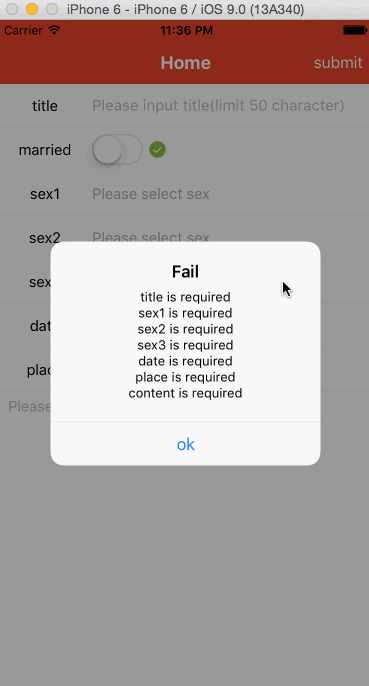 iPhone 6 - iPhone 6 / iOS 9.0 (13A340)
Carrier 11:36 PM
Home submit
title Please input title(limit 50 character)
married
sex1 Please select sex
sex2 Please select sex
sex
dat
plac
Please
Fail
title is required
sex1 is required
sex2 is required
sex3 is required
date is required
place is required
content is required
ok